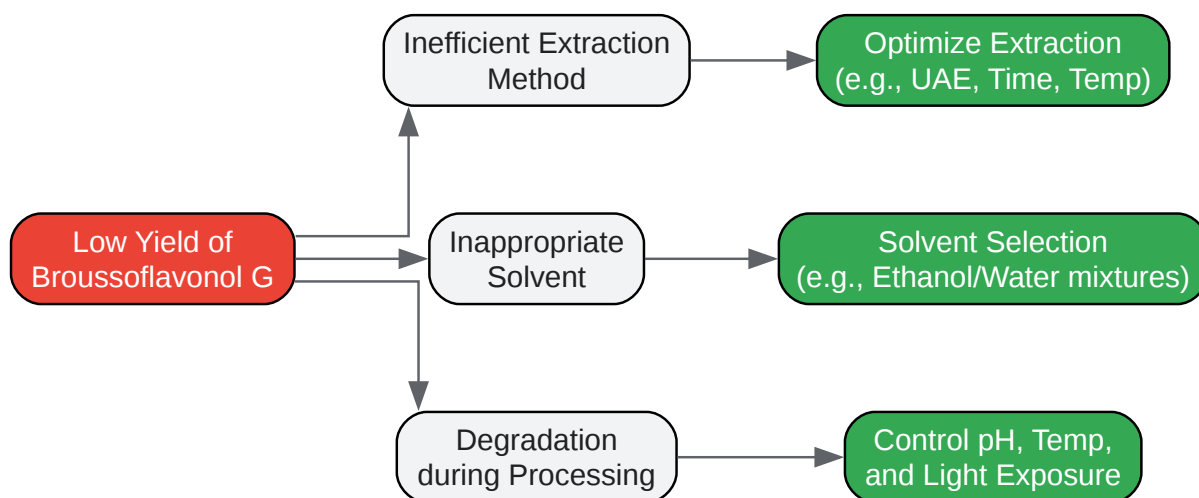 Inefficient Extraction
Method
Optimize Extraction
(e.g., UAE, Time, Temp)
Low Yield of
Broussoflavonol G
Inappropriate
Solvent
Solvent Selection
(e.g., Ethanol/Water mixtures)
Degradation
during Processing
Control pH, Temp,
and Light Exposure